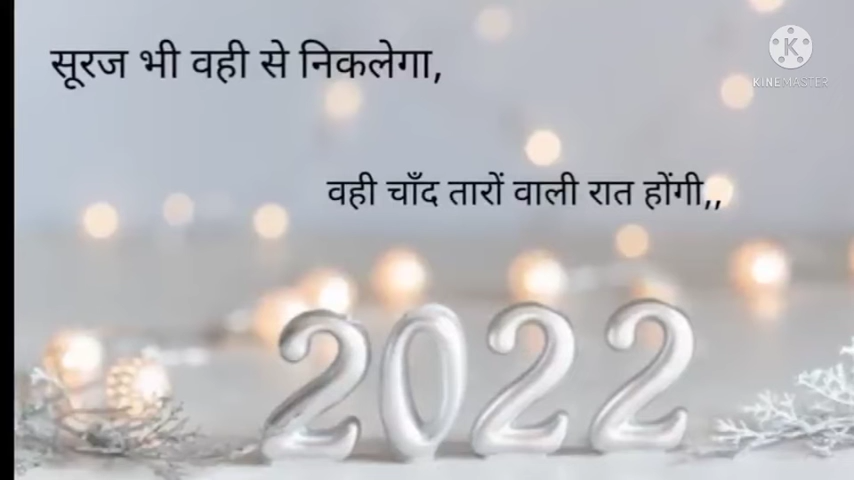 सूरज भी वही से निकलेगा,
KINEMASTER
वही चाँद तारों वाली रात होंगी,,
2022